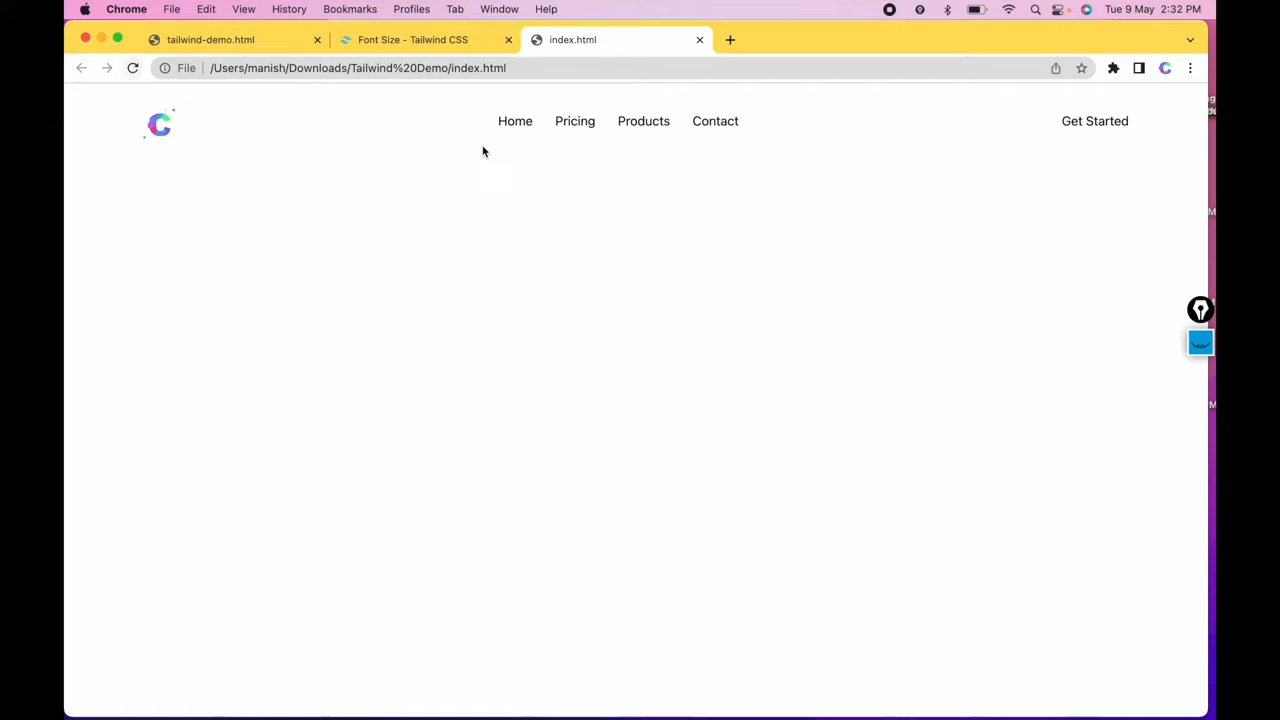 Chrome File Edit View History Bookmarks Profiles Tab Window Help Tue 9 May 2:32 PM
tailwind-demo.html Font Size - Tailwind CSS index.html
File /Users/manish/Downloads/Tailwind%20Demo/index.html
Home Pricing Products Contact Get Started